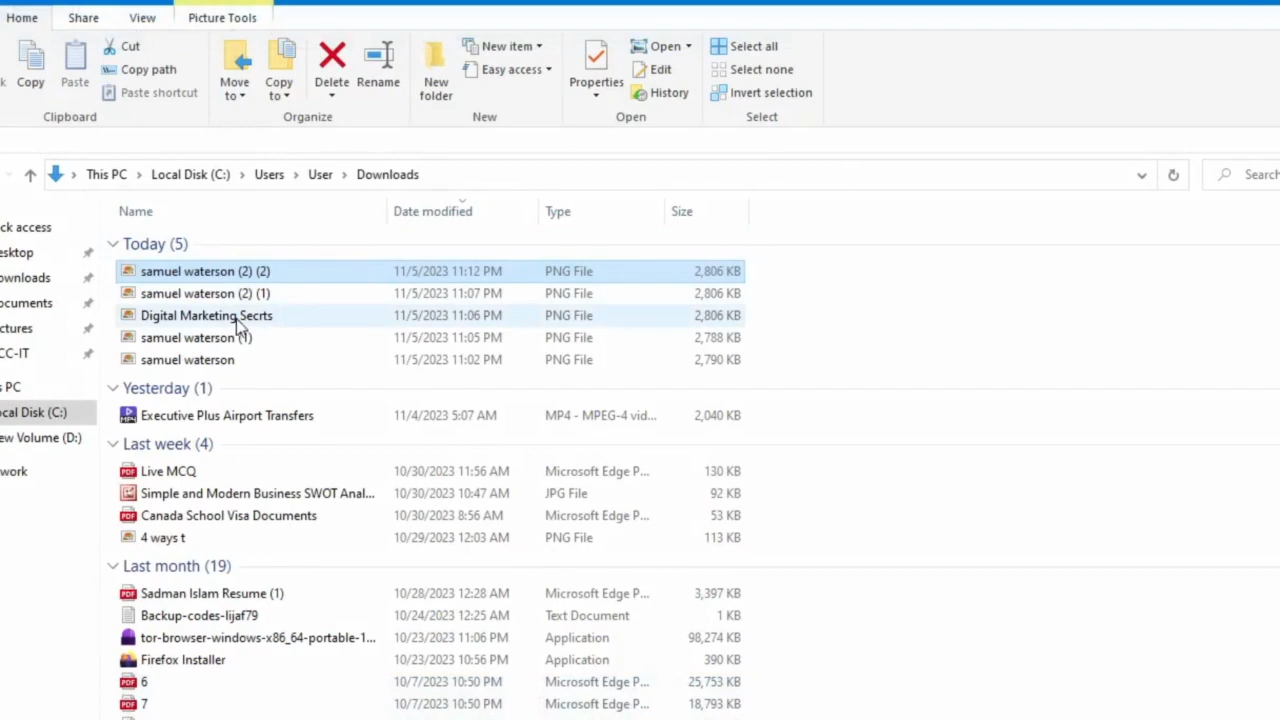 Home Share View Picture Tools
Copy Paste Cut Copy path Paste shortcut
Move to Copy to Delete Rename
New folder New item Easy access
Properties Open Edit History
Select all Select none Invert selection
Clipboard Organize New Open Select
This PC Local Disk (C:) Users User Downloads
Search
ck access
esktop
ownloads
ocuments
ctures
CC-IT
s PC
ocal Disk (C:)
ew Volume (D:)
work
Name Date modified Type Size
Today (5)
samuel waterson (2) (2) 11/5/2023 11:12 PM PNG File 2,806 KB
samuel waterson (2) (1) 11/5/2023 11:07 PM PNG File 2,806 KB
Digital Marketing Secrts 11/5/2023 11:06 PM PNG File 2,806 KB
samuel waterson (1) 11/5/2023 11:05 PM PNG File 2,788 KB
samuel waterson 11/5/2023 11:02 PM PNG File 2,790 KB
Yesterday (1)
Executive Plus Airport Transfers 11/4/2023 5:07 AM MP4 - MPEG-4 vid... 2,040 KB
Last week (4)
Live MCQ 10/30/2023 11:56 AM Microsoft Edge P... 130 KB
Simple and Modern Business SWOT Anal... 10/30/2023 10:47 AM JPG File 92 KB
Canada School Visa Documents 10/30/2023 8:56 AM Microsoft Edge P... 53 KB
4 ways t 10/29/2023 12:03 AM PNG File 113 KB
Last month (19)
Sadman Islam Resume (1) 10/28/2023 12:28 AM Microsoft Edge P... 3,397 KB
Backup-codes-lijaf79 10/24/2023 12:25 AM Text Document 1 KB
tor-browser-windows-x86_64-portable-1... 10/23/2023 11:06 PM Application 98,274 KB
Firefox Installer 10/23/2023 10:56 PM Application 390 KB
6 10/7/2023 10:50 PM Microsoft Edge P... 25,753 KB
7 10/7/2023 10:50 PM Microsoft Edge P... 18,793 KB